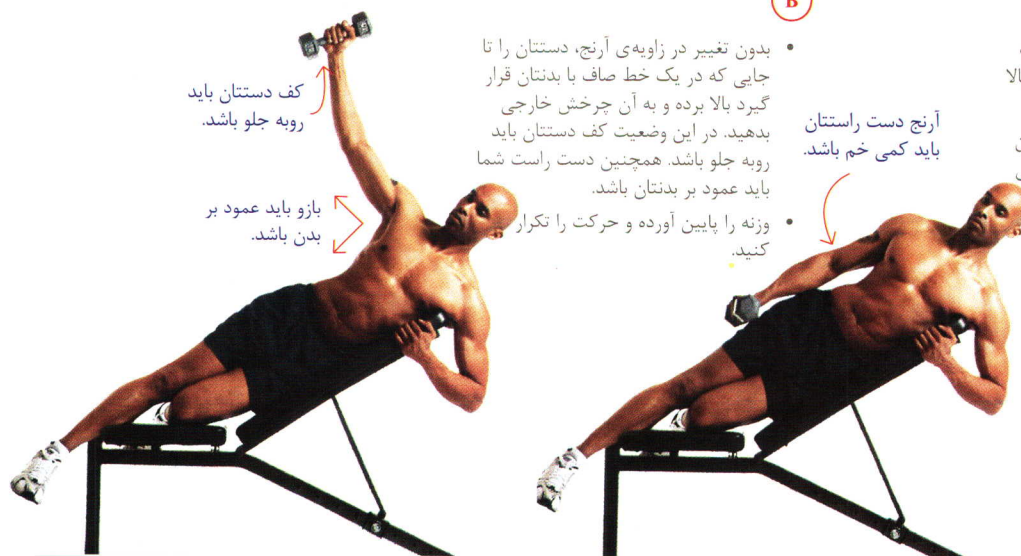 B
• بدون تغییر در زاویه‌ی آرنج، دستتان را تا
جایی که در یک خط صاف با بدنتان قرار
گیرد بالا برده و به آن چرخش خارجی
بدهید. در این وضعیت کف دستتان باید
روبه جلو باشد. همچنین دست راست شما
باید عمود بر بدنتان باشد.
• وزنه را پایین آورده و حرکت را تکرار
کنید.
آرنج دست راستتان
باید کمی خم باشد.
کف دستتان باید
روبه جلو باشد.
بازو باید عمود بر
بدن باشد.